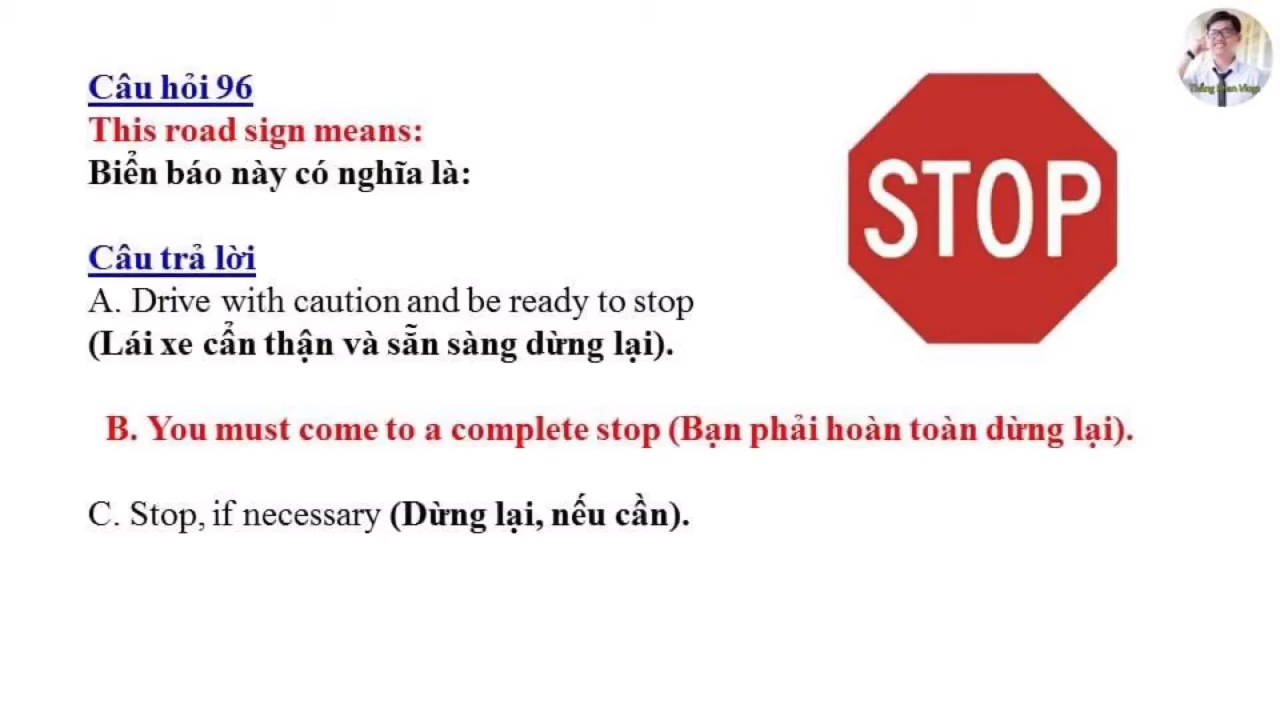 Câu hỏi 96
This road sign means:
Biển báo này có nghĩa là:
STOP
Câu trả lời
A. Drive with caution and be ready to stop
(Lái xe cẩn thận và sẵn sàng dừng lại).
B. You must come to a complete stop (Bạn phải hoàn toàn dừng lại).
C. Stop, if necessary (Dừng lại, nếu cần).